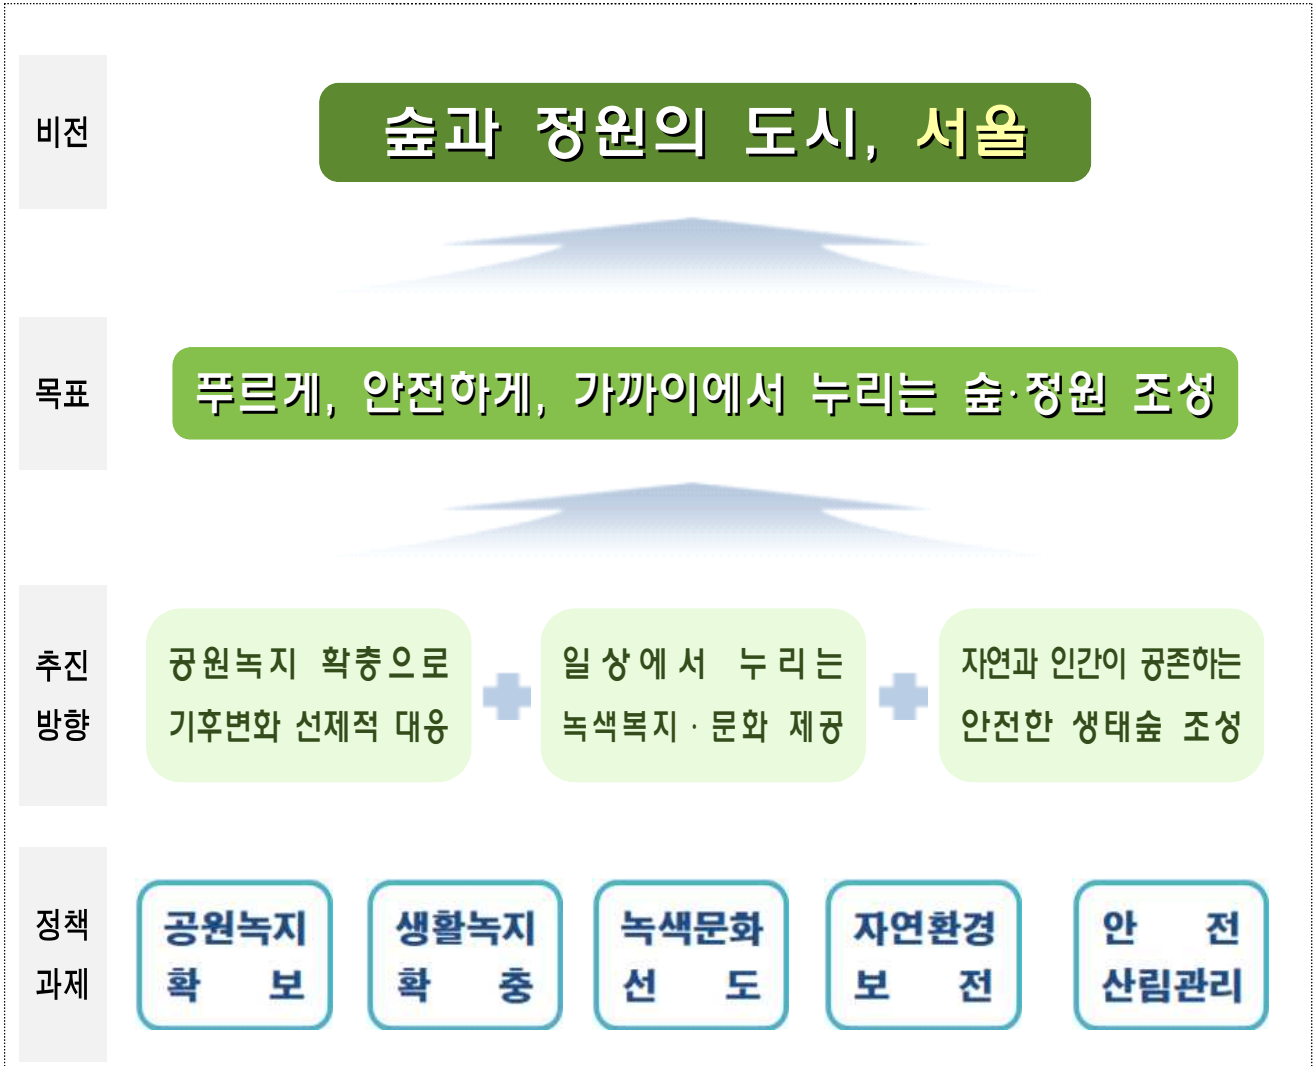 비전
숲과 정원의 도시, 서울
목표
푸르게, 안전하게, 가까이에서 누리는 숲·정원 조성
추진
방향
공원녹지 확충으로
기후변화 선제적 대응
일상에서 누리는
녹색복지·문화 제공
자연과 인간이 공존하는
안전한 생태숲 조성
정책
과제
공원녹지
확 보
생활녹지
확 충
녹색문화
선 도
자연환경
보 전
안 전
산림관리